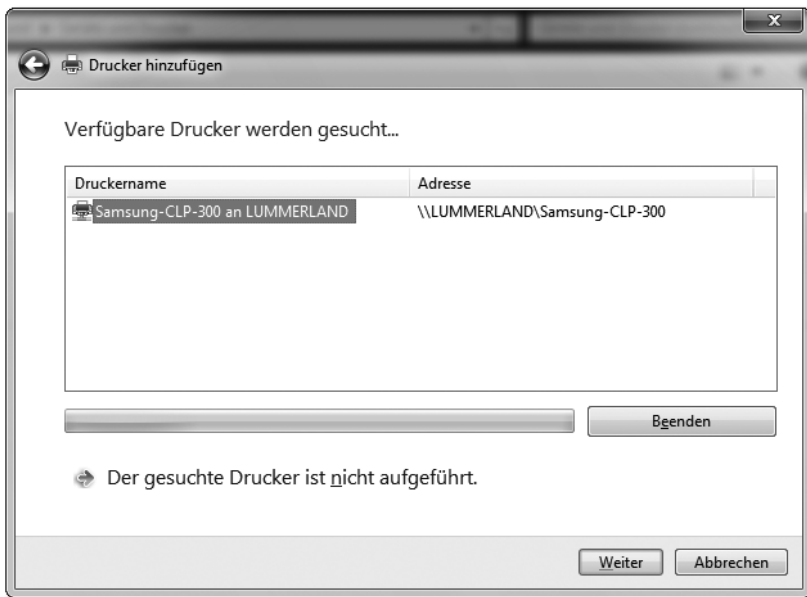 Drucker hinzufügen
Verfügbare Drucker werden gesucht...
Druckername Adresse
Samsung-CLP-300 an LUMMERLAND \\LUMMERLAND\Samsung-CLP-300
Beenden
Der gesuchte Drucker ist nicht aufgeführt.
Weiter Abbrechen